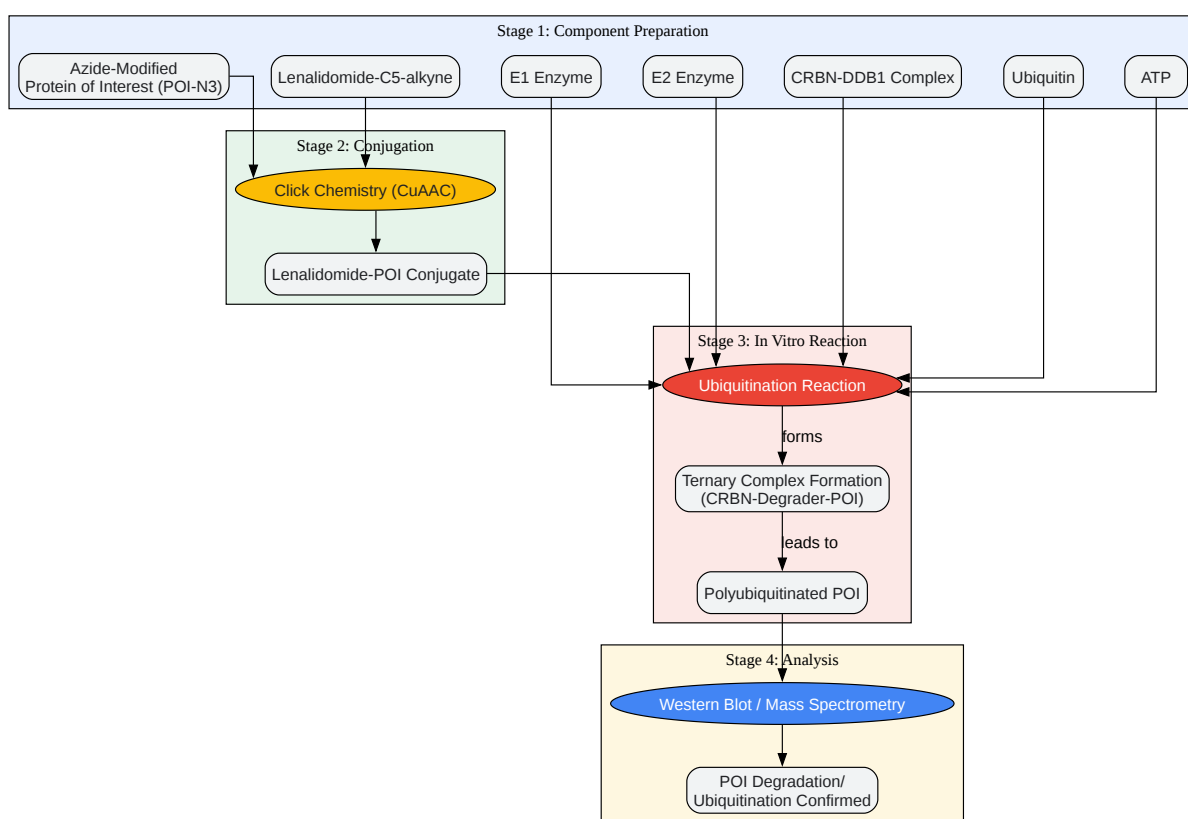 Stage 1: Component Preparation
Azide-Modified
Protein of Interest (POI-N3)
Lenalidomide-C5-alkyne
E1 Enzyme
E2 Enzyme
CRBN-DDB1 Complex
Ubiquitin
ATP
Stage 2: Conjugation
Click Chemistry (CuAAC)
Lenalidomide-POI Conjugate
Stage 3: In Vitro Reaction
Ubiquitination Reaction
forms
Ternary Complex Formation
(CRBN-Degrader-POI)
leads to
Polyubiquitinated POI
Stage 4: Analysis
Western Blot / Mass Spectrometry
POI Degradation/
Ubiquitination Confirmed